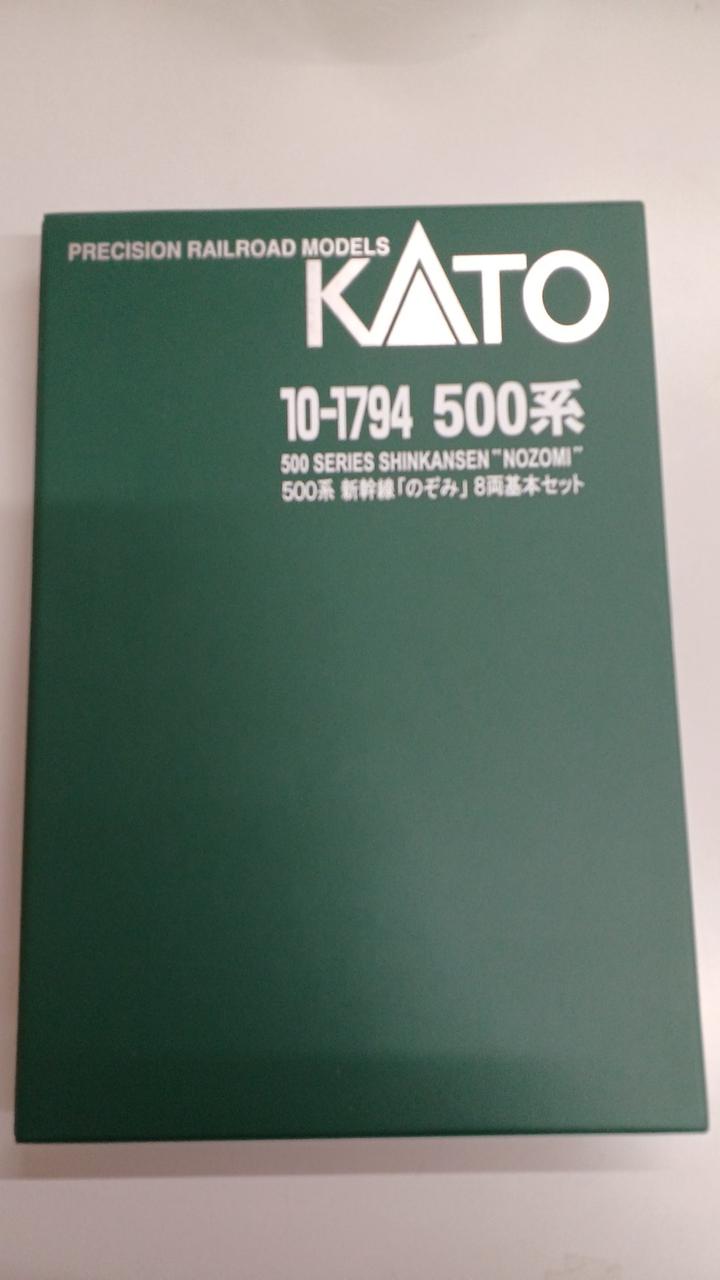 PRECISION RAILROAD MODELS
KATO
10-1794 500系
500 SERIES SHINKANSEN "NOZOMI"
500系 新幹線「のぞみ」 8両基本セット